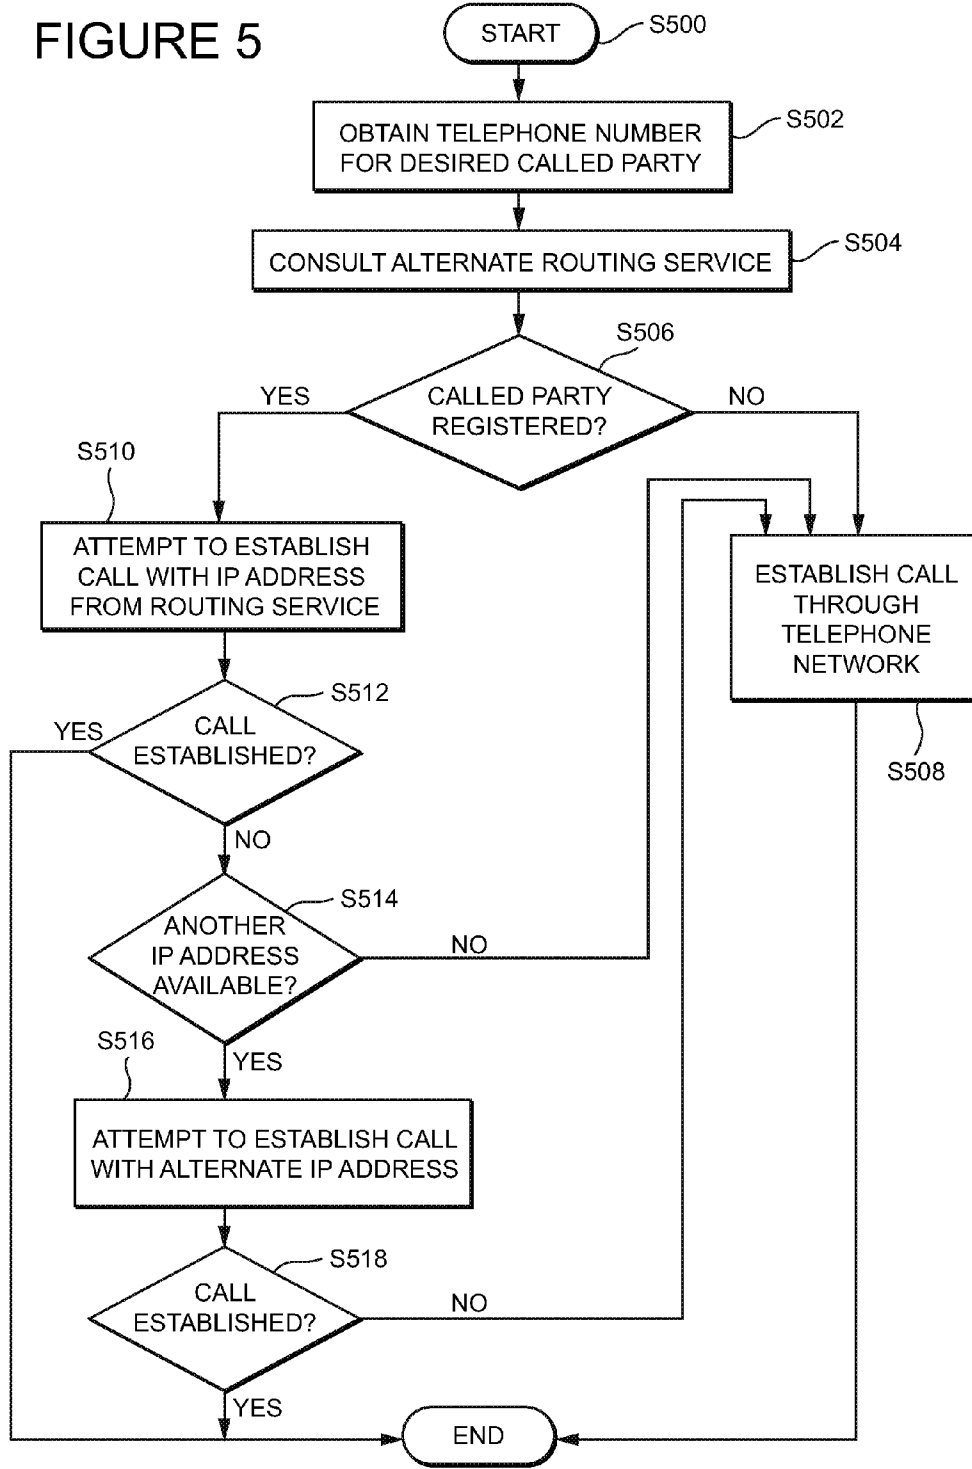 FIGURE 5
START
S500
OBTAIN TELEPHONE NUMBER
FOR DESIRED CALLED PARTY
S502
CONSULT ALTERNATE ROUTING SERVICE
S504
S506
CALLED PARTY
REGISTERED?
YES
NO
S510
ATTEMPT TO ESTABLISH
CALL WITH IP ADDRESS
FROM ROUTING SERVICE
ESTABLISH CALL
THROUGH
TELEPHONE
NETWORK
S508
S512
CALL
ESTABLISHED?
YES
NO
S514
ANOTHER
IP ADDRESS
AVAILABLE?
NO
YES
S516
ATTEMPT TO ESTABLISH CALL
WITH ALTERNATE IP ADDRESS
S518
CALL
ESTABLISHED?
NO
YES
END